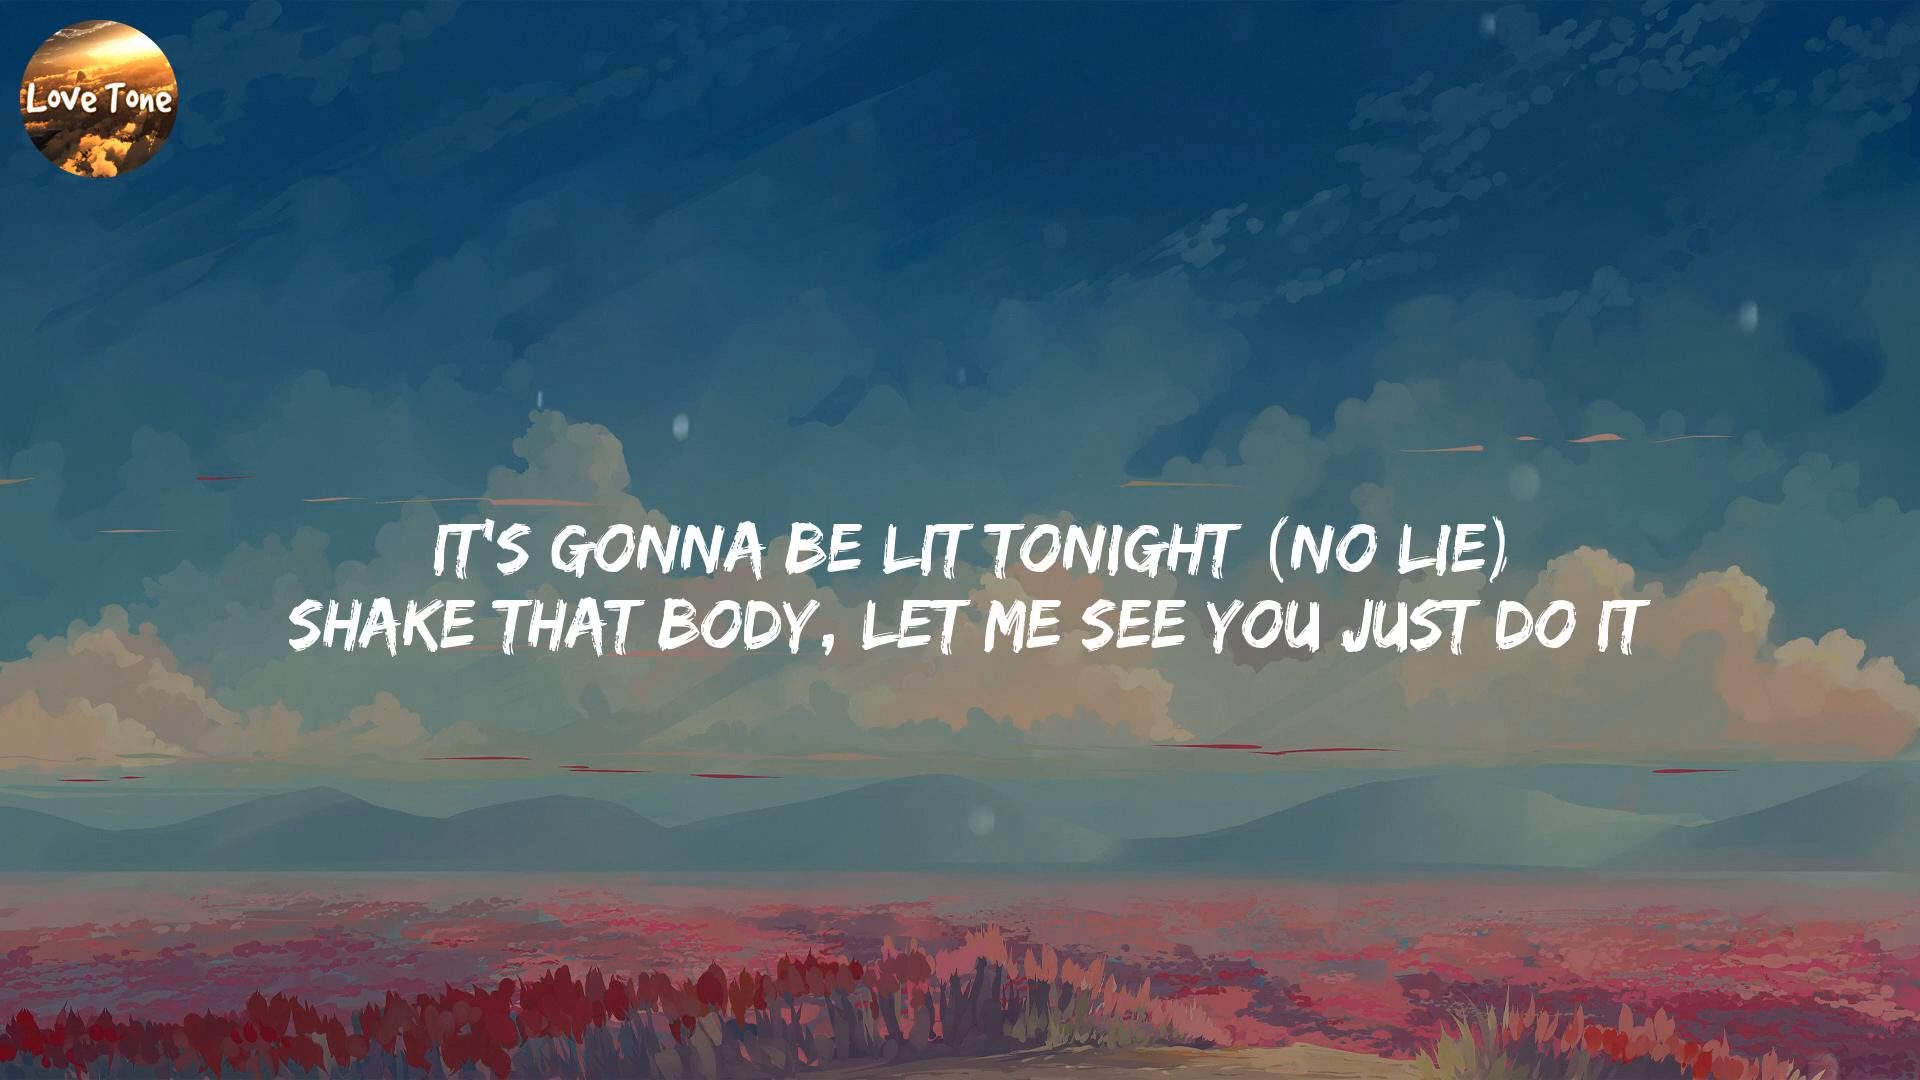 Love Tone
IT'S GONNA BE LIT TONIGHT (NO LIE)
SHAKE THAT BODY, LET ME SEE YOU JUST DO IT